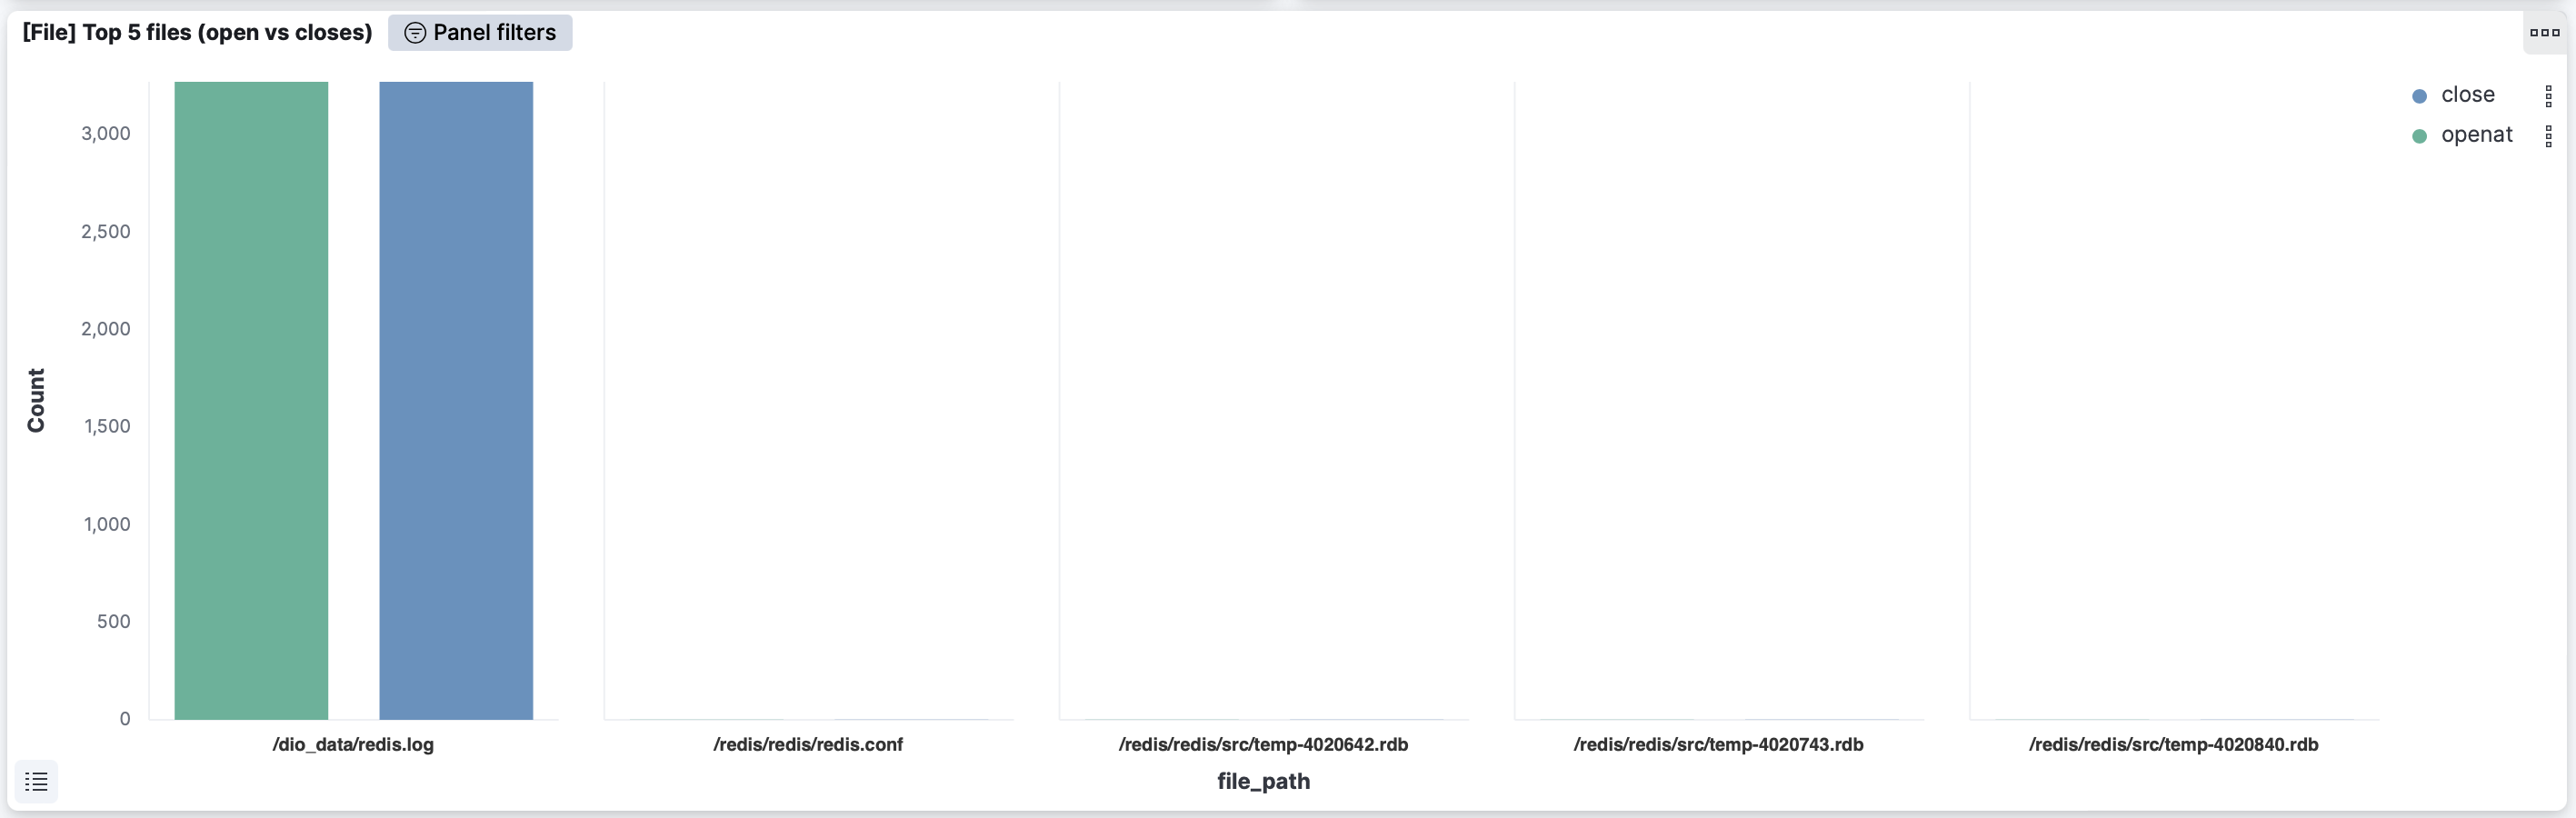 [File] Top 5 files (open vs closes) Panel filters
close
openat
3,000
2,500
2,000
1,500
1,000
500
0
Count
/dio_data/redis.log
/redis/redis/redis.conf
/redis/redis/src/temp-4020642.rdb
/redis/redis/src/temp-4020743.rdb
/redis/redis/src/temp-4020840.rdb
file_path